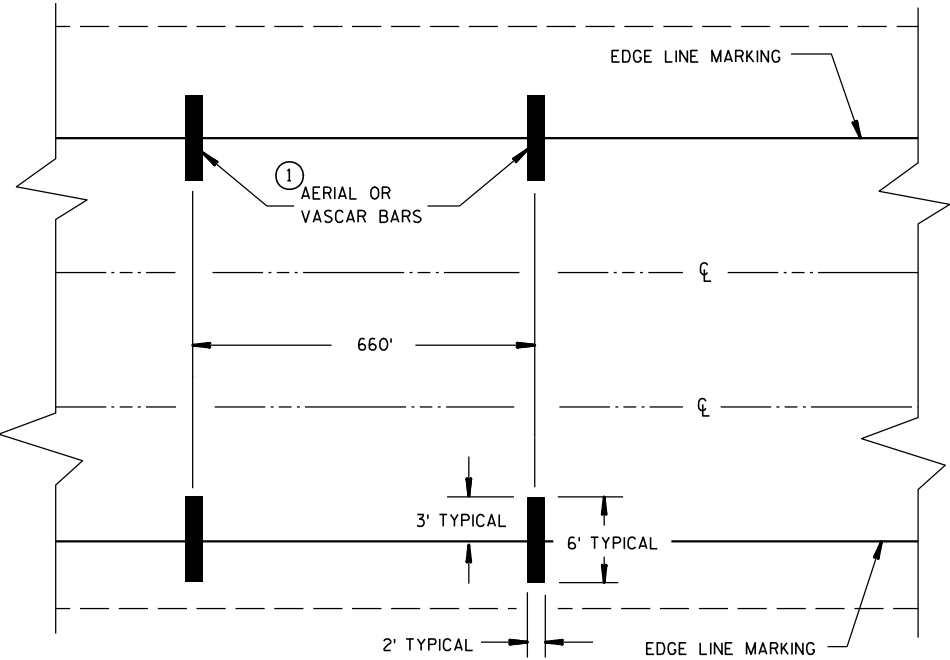 EDGE LINE MARKING
1
AERIAL OR
VASCAR BARS
℄
660'
℄
3' TYPICAL
6' TYPICAL
2' TYPICAL
EDGE LINE MARKING